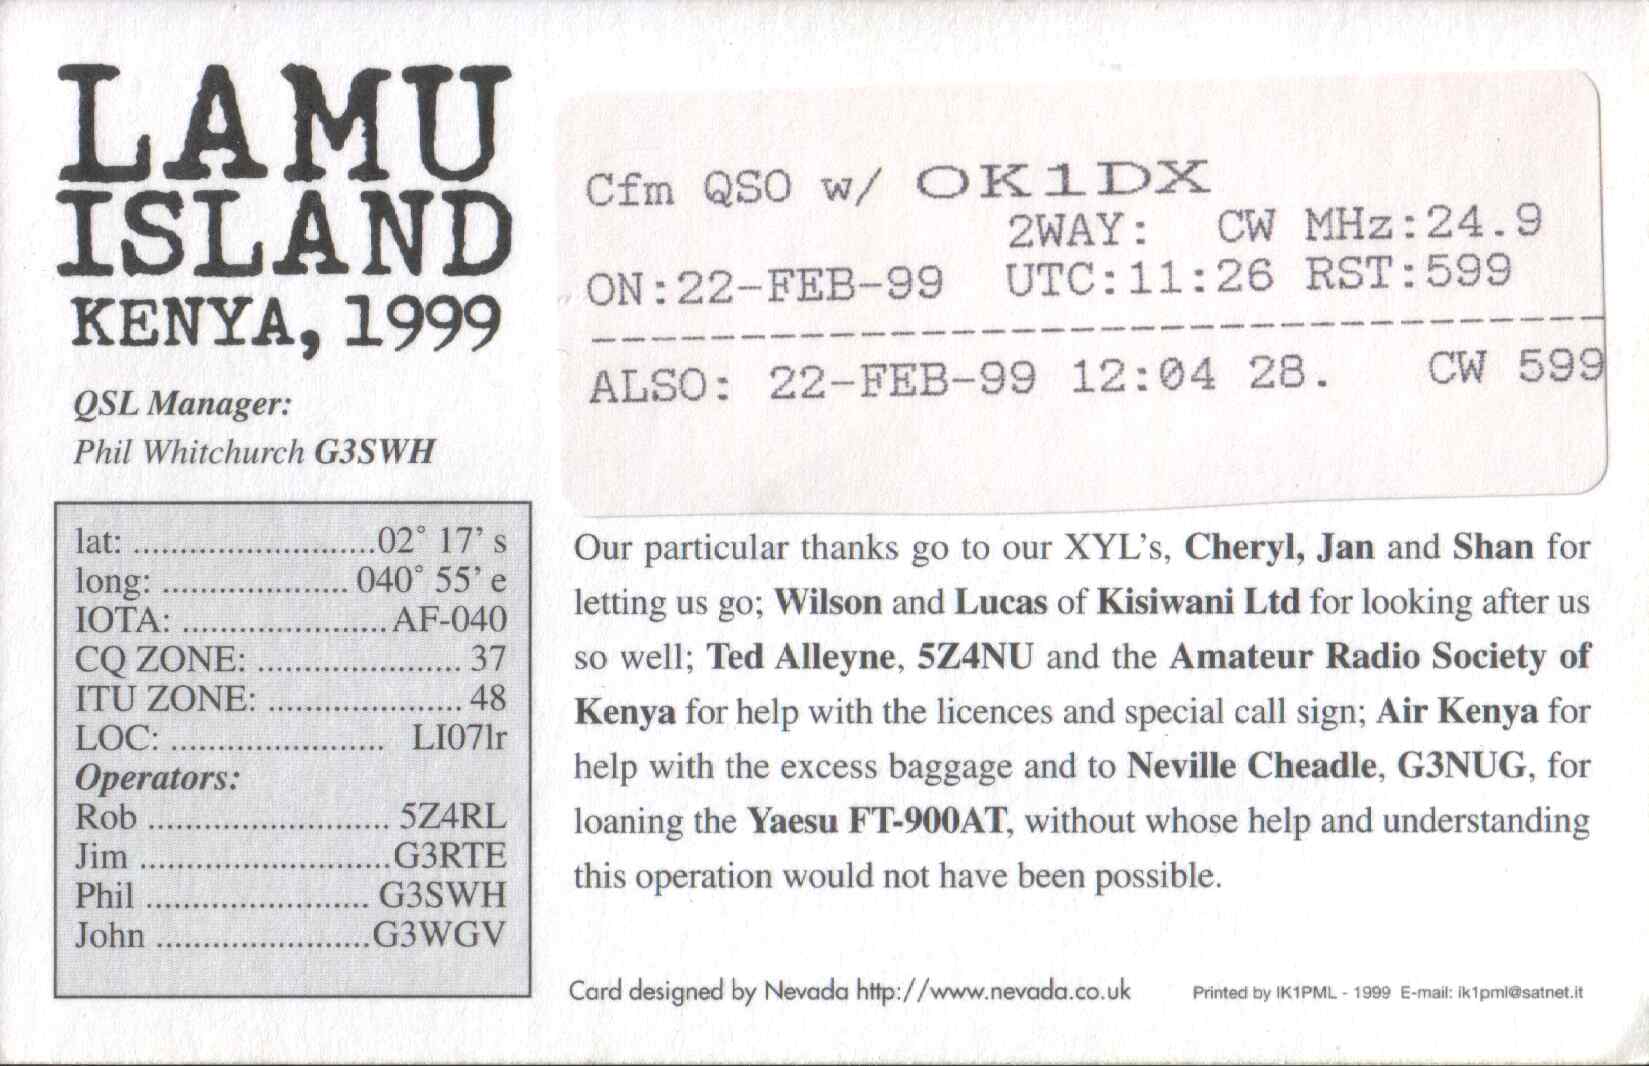 LAMU
ISLAND
KENYA, 1999
QSL Manager:
Phil Whitchurch G3SWH
lat: ..........................02° 17' s
long: .................... 040° 55' e
IOTA: ......................AF-040
CQ ZONE: ...................... 37
ITU ZONE: ..................... 48
LOC: ....................... LI07lr
Operators:
Rob .......................... 5Z4RL
Jim ...........................G3RTE
Phil ........................ G3SWH
John .......................G3WGV
Cfm QSO w/ OK1DX
2WAY: CW MHz:24.9
ON:22-FEB-99 UTC:11:26 RST:599
--------------------------------
ALSO: 22-FEB-99 12:04 28. CW 599
Our particular thanks go to our XYL's, Cheryl, Jan and Shan for
letting us go; Wilson and Lucas of Kisiwani Ltd for looking after us
so well; Ted Alleyne, 5Z4NU and the Amateur Radio Society of
Kenya for help with the licences and special call sign; Air Kenya for
help with the excess baggage and to Neville Cheadle, G3NUG, for
loaning the Yaesu FT-900AT, without whose help and understanding
this operation would not have been possible.
Card designed by Nevada http://www.nevada.co.uk
Printed by IK1PML - 1999 E-mail: ik1pml@satnet.it